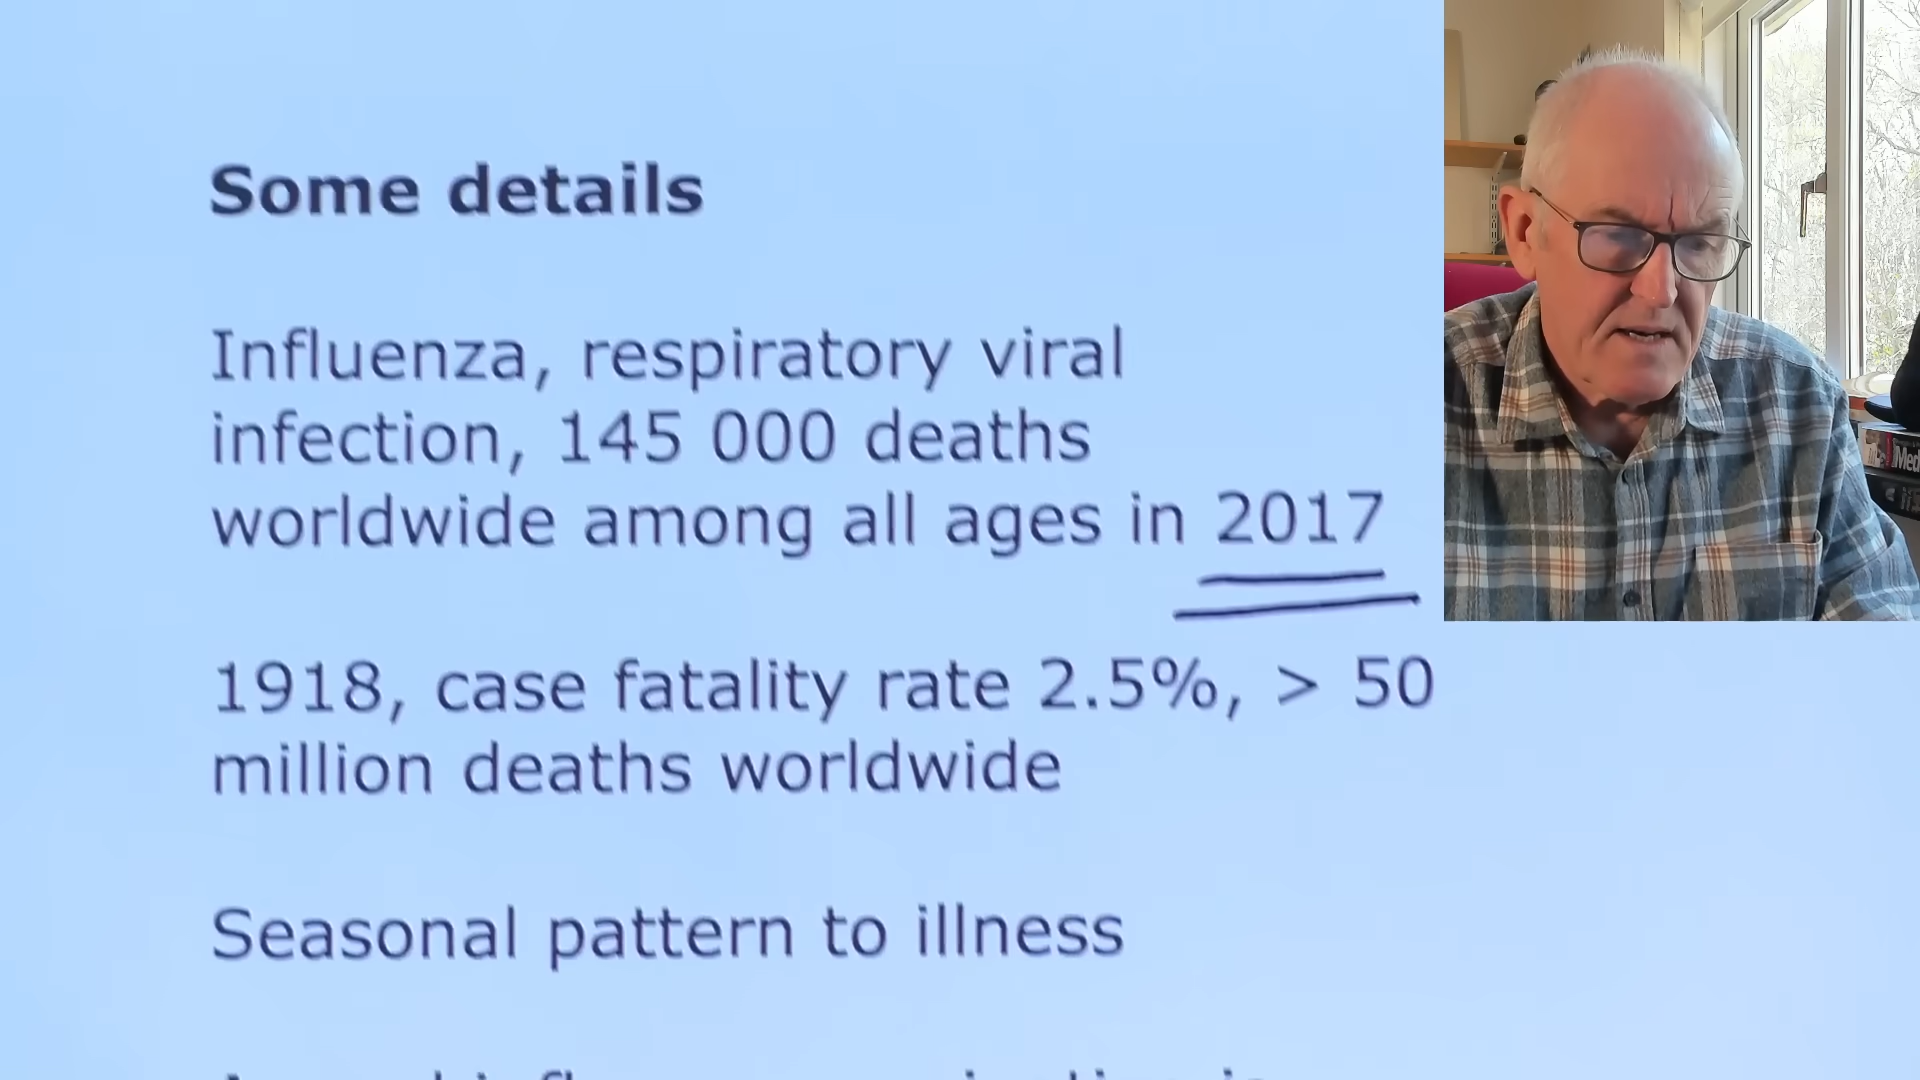 Some details
Influenza, respiratory viral
infection, 145 000 deaths
worldwide among all ages in 2017
1918, case fatality rate 2.5%, > 50
million deaths worldwide
Seasonal pattern to illness